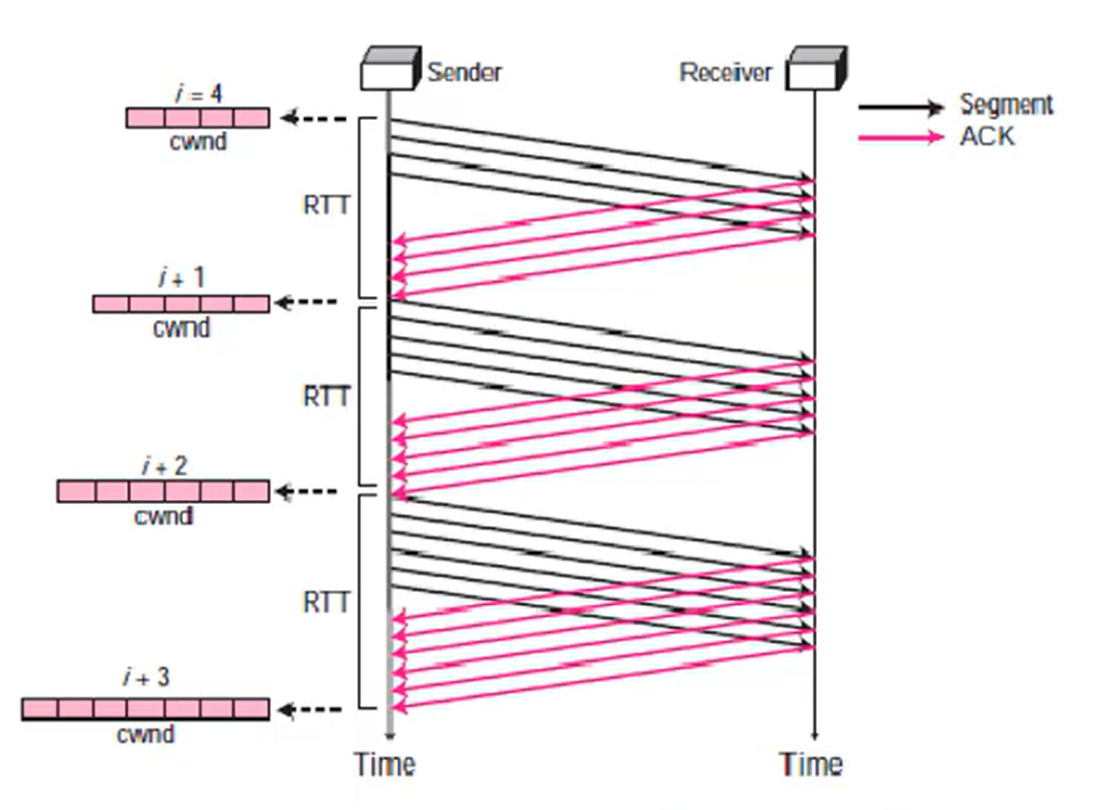 Sender
Receiver
Segment
ACK
i = 4
cwnd
RTT
i + 1
cwnd
RTT
i + 2
cwnd
RTT
i + 3
cwnd
Time
Time